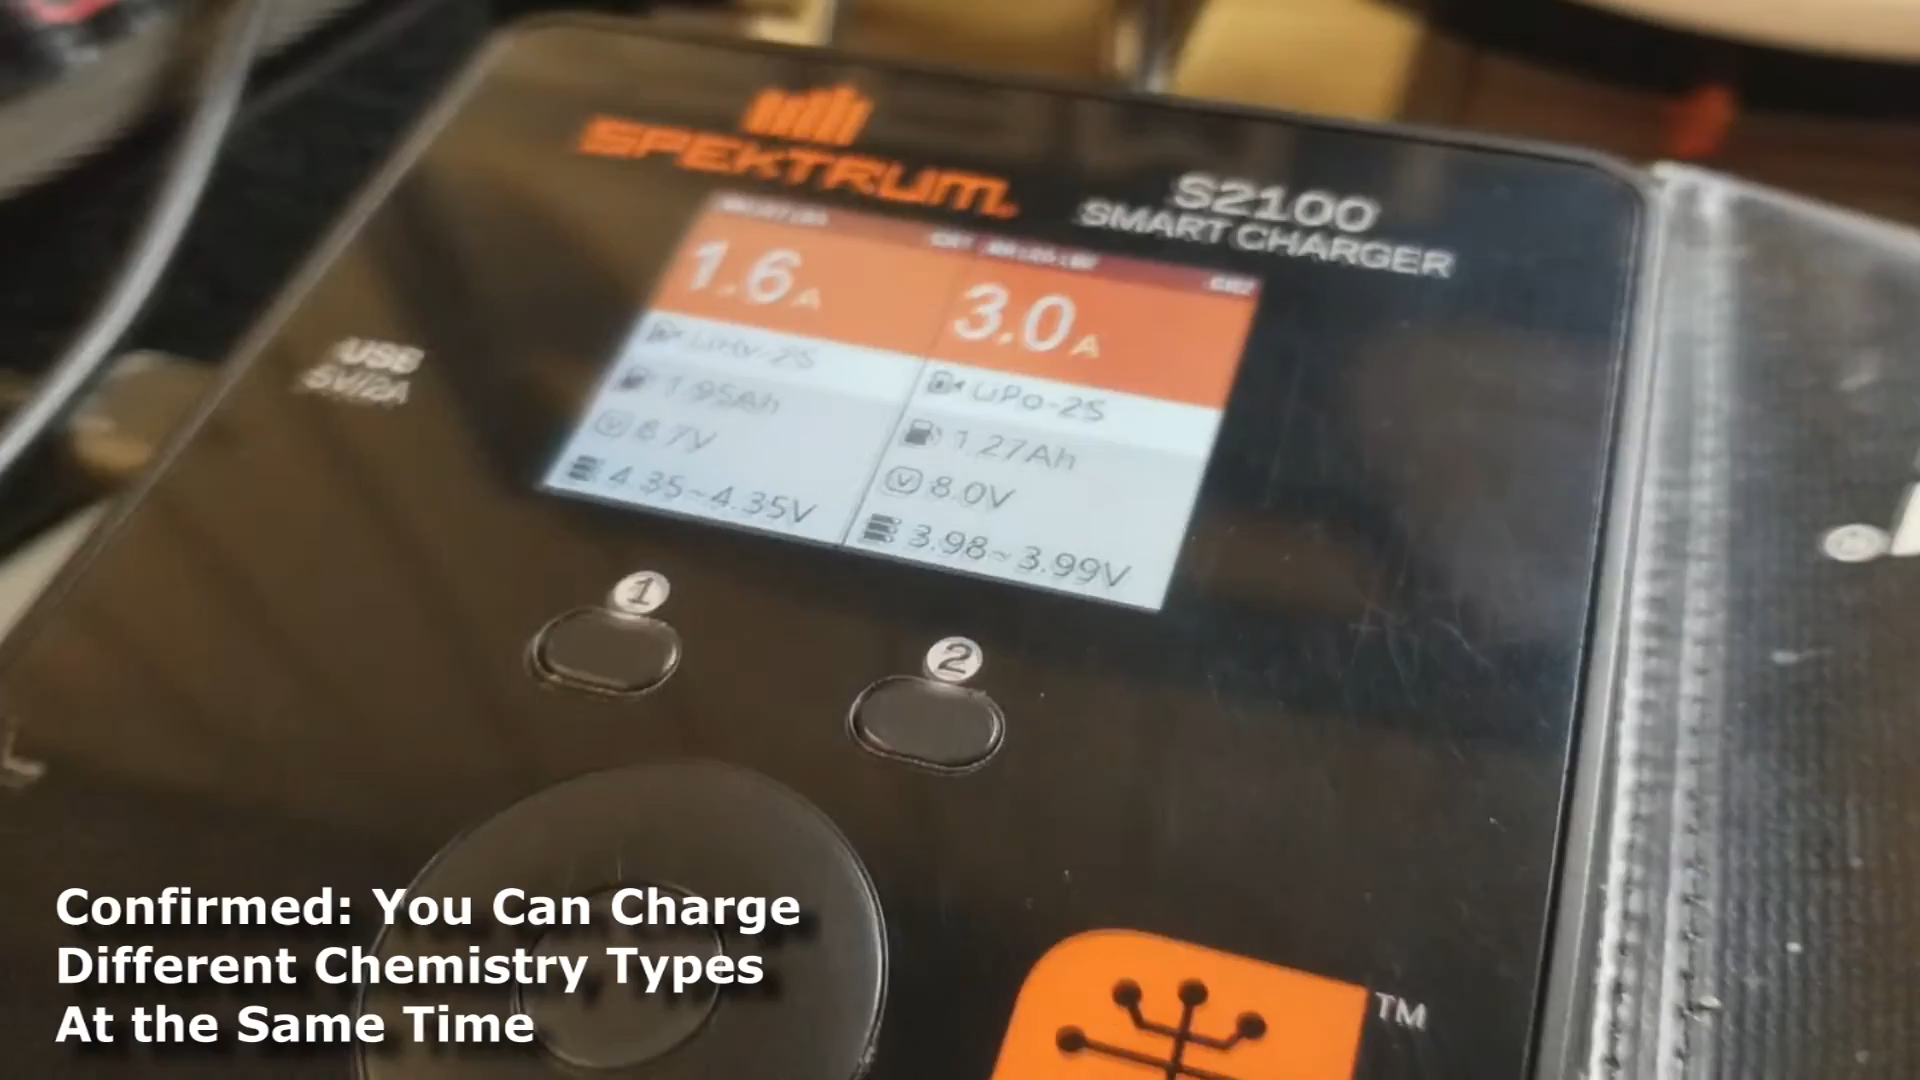 SPEKTRUM
S2100
SMART CHARGER
USB
5V/2A
1.6A
LiHv-2S
1.95Ah
8.7V
4.35~4.35V
CH2
3.0A
LiPo-2S
1.27Ah
8.0V
3.98~3.99V
1
2
TM
Confirmed: You Can Charge
Different Chemistry Types
At the Same Time